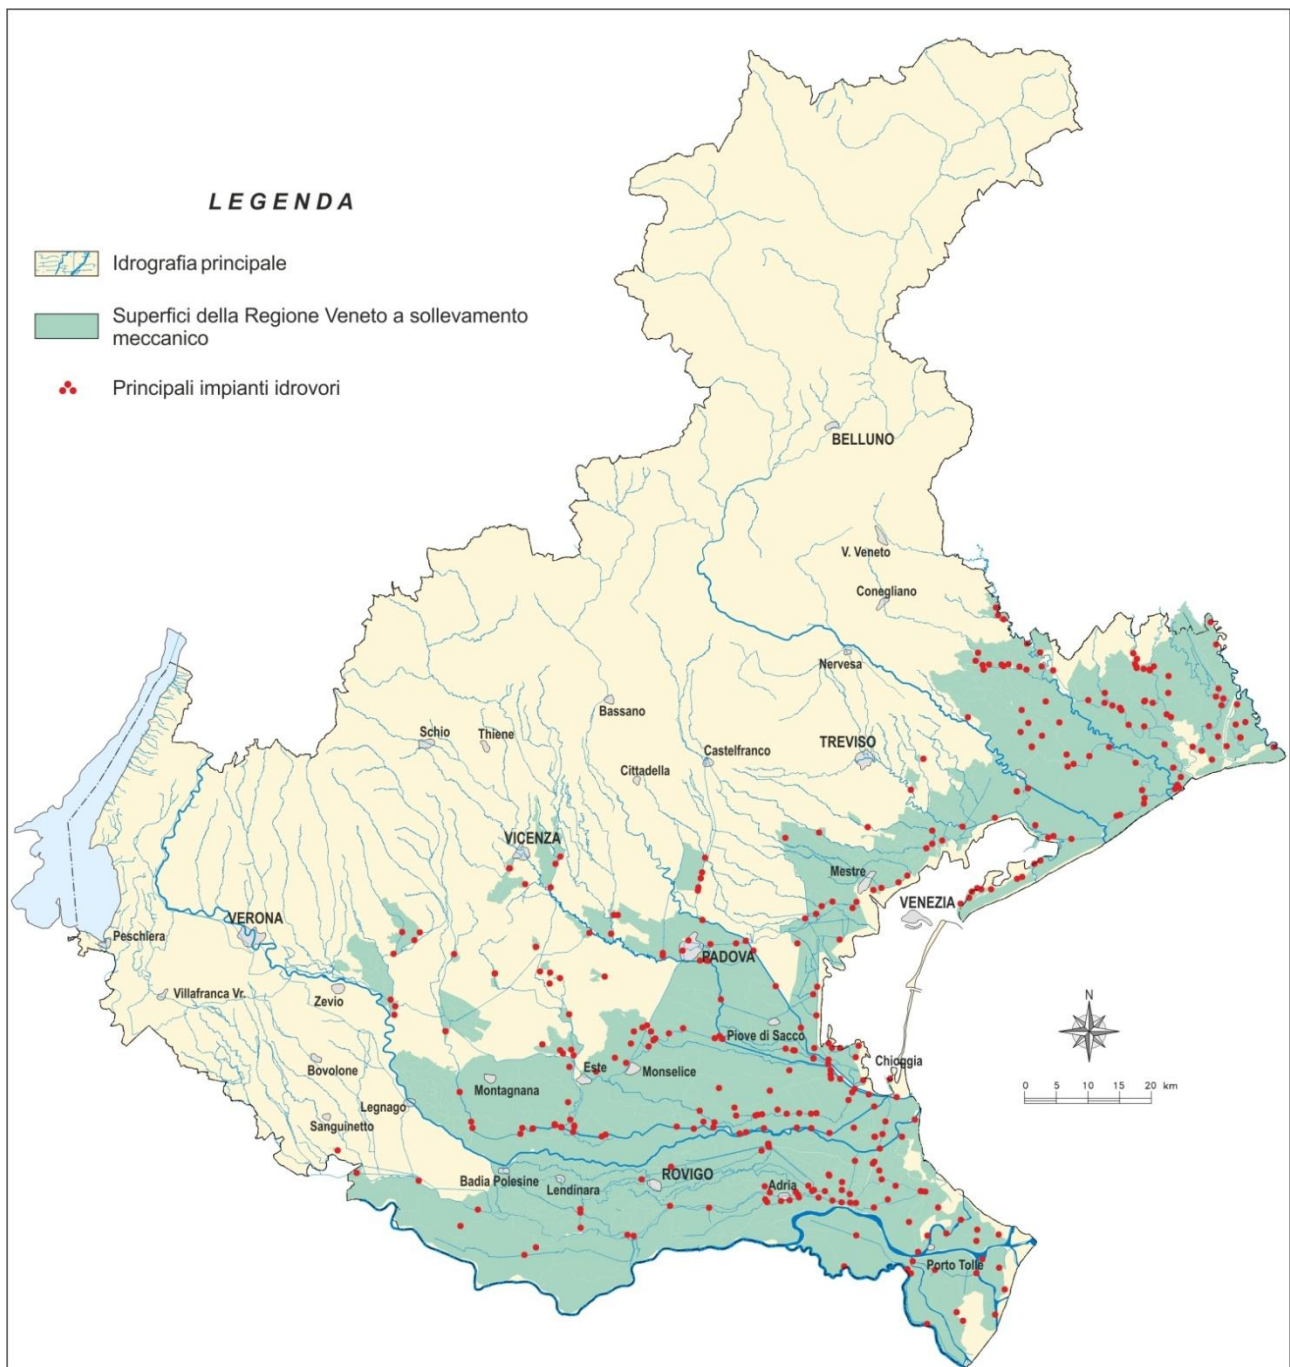 LEGENDA
Idrografia principale
Superfici della Regione Veneto a sollevamento
meccanico
Principali impianti idrovori
BELLUNO
V. Veneto
Conegliano
Nervesa
Bassano
Schio
Thiene
Castelfranco
TREVISO
Cittadella
VICENZA
Mestre
VENEZIA
VERONA
Peschiera
PADOVA
Villafranca Vr.
Zevio
N
Piove di Sacco
Chioggia
Bovolone
Este
Monselice
Montagnana
0 5 10 15 20 km
Legnago
Sanguinetto
Badia Polesine
ROVIGO
Lendinara
Adria
Porto Tolle